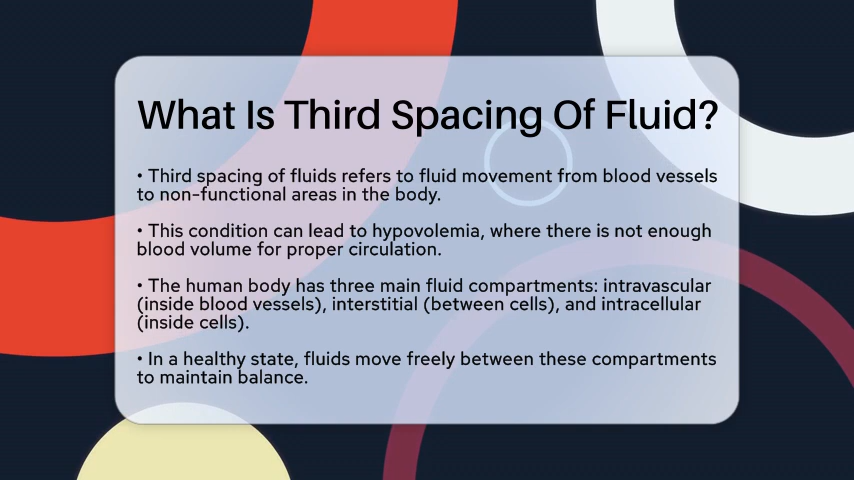 What Is Third Spacing Of Fluid?
• Third spacing of fluids refers to fluid movement from blood vessels
to non-functional areas in the body.
• This condition can lead to hypovolemia, where there is not enough
blood volume for proper circulation.
• The human body has three main fluid compartments: intravascular
(inside blood vessels), interstitial (between cells), and intracellular
(inside cells).
• In a healthy state, fluids move freely between these compartments
to maintain balance.